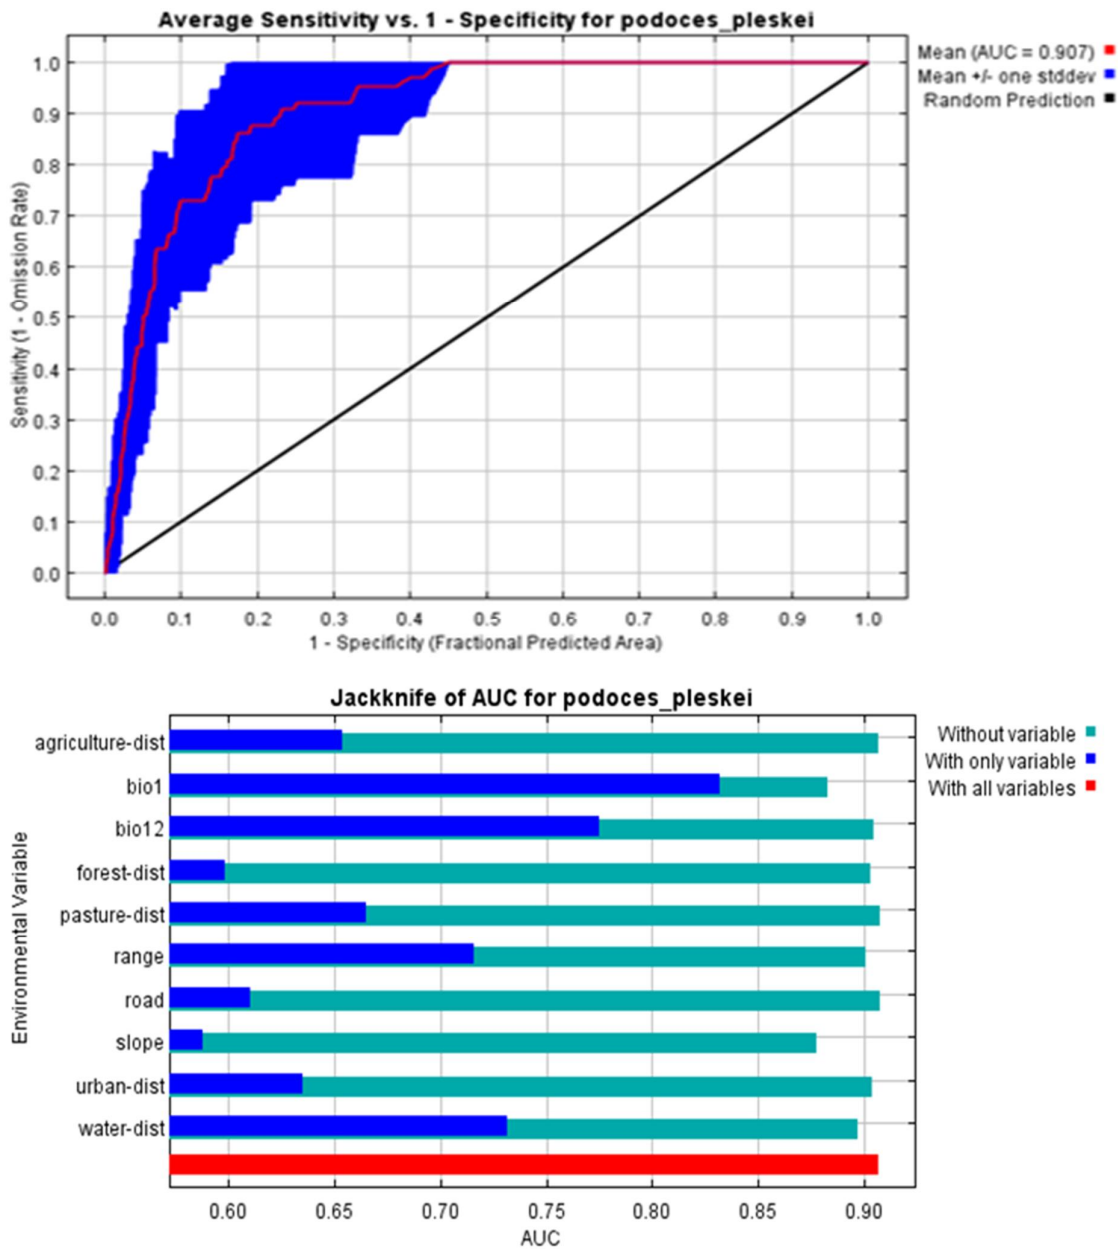 Average Sensitivity vs. 1 - Specificity for podoces_pleskei
Mean (AUC = 0.907)
Mean +/- one stddev
Random Prediction
Sensitivity (1 - Omission Rate)
1.0
0.9
0.8
0.7
0.6
0.5
0.4
0.3
0.2
0.1
0.0
0.0 0.1 0.2 0.3 0.4 0.5 0.6 0.7 0.8 0.9 1.0
1 - Specificity (Fractional Predicted Area)
Jackknife of AUC for podoces_pleskei
Without variable
With only variable
With all variables
Environmental Variable
agriculture-dist
bio1
bio12
forest-dist
pasture-dist
range
road
slope
urban-dist
water-dist
0.60 0.65 0.70 0.75 0.80 0.85 0.90
AUC